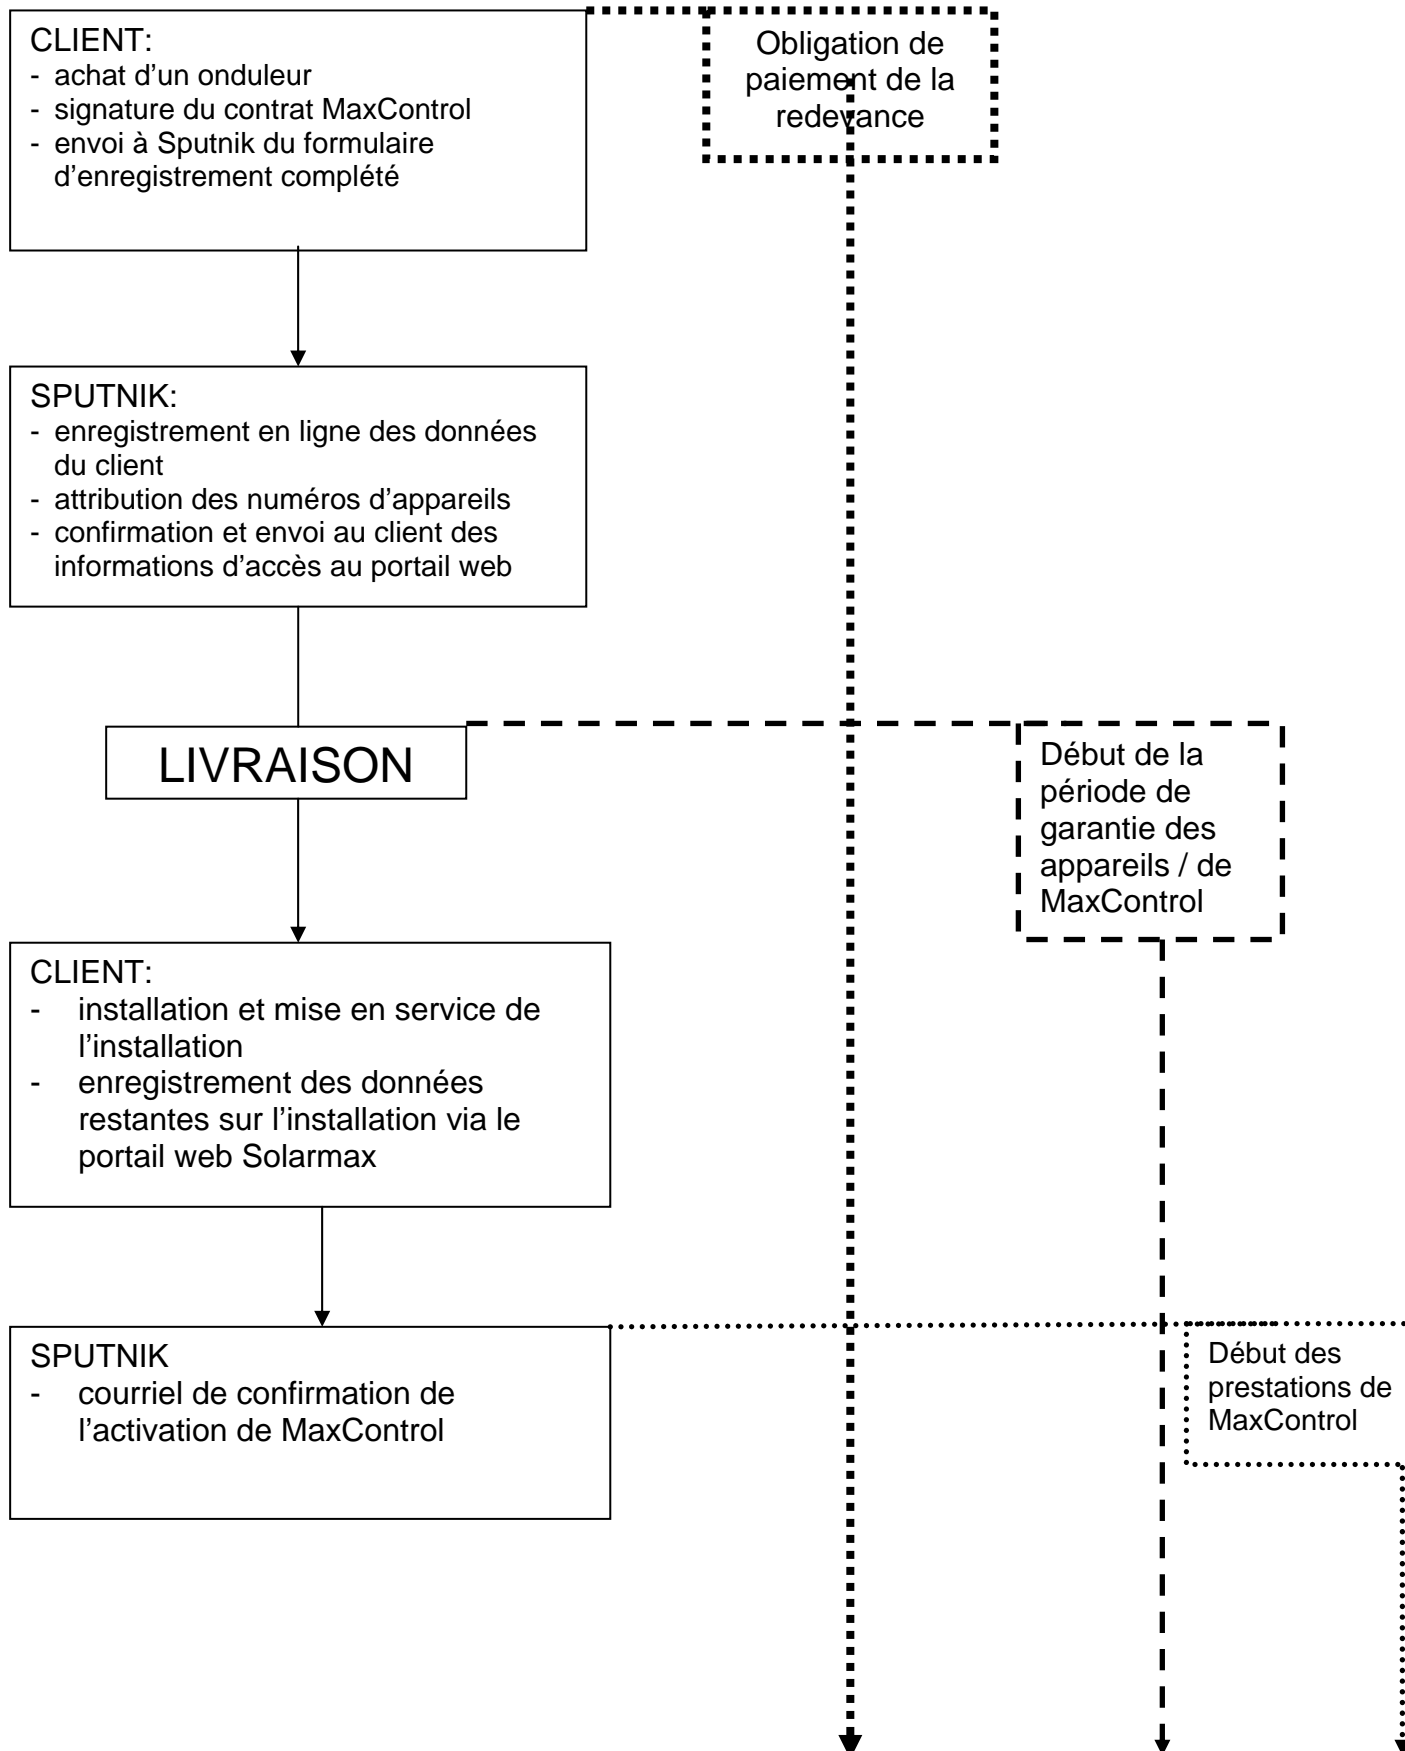 CLIENT:
- achat d’un onduleur
- signature du contrat MaxControl
- envoi à Sputnik du formulaire
d’enregistrement complété
Obligation de
paiement de la
redevance
SPUTNIK:
- enregistrement en ligne des données
du client
- attribution des numéros d’appareils
- confirmation et envoi au client des
informations d’accès au portail web
LIVRAISON
Début de la
période de
garantie des
appareils / de
MaxControl
CLIENT:
- installation et mise en service de
l’installation
- enregistrement des données
restantes sur l’installation via le
portail web Solarmax
SPUTNIK
- courriel de confirmation de
l’activation de MaxControl
Début des
prestations de
MaxControl